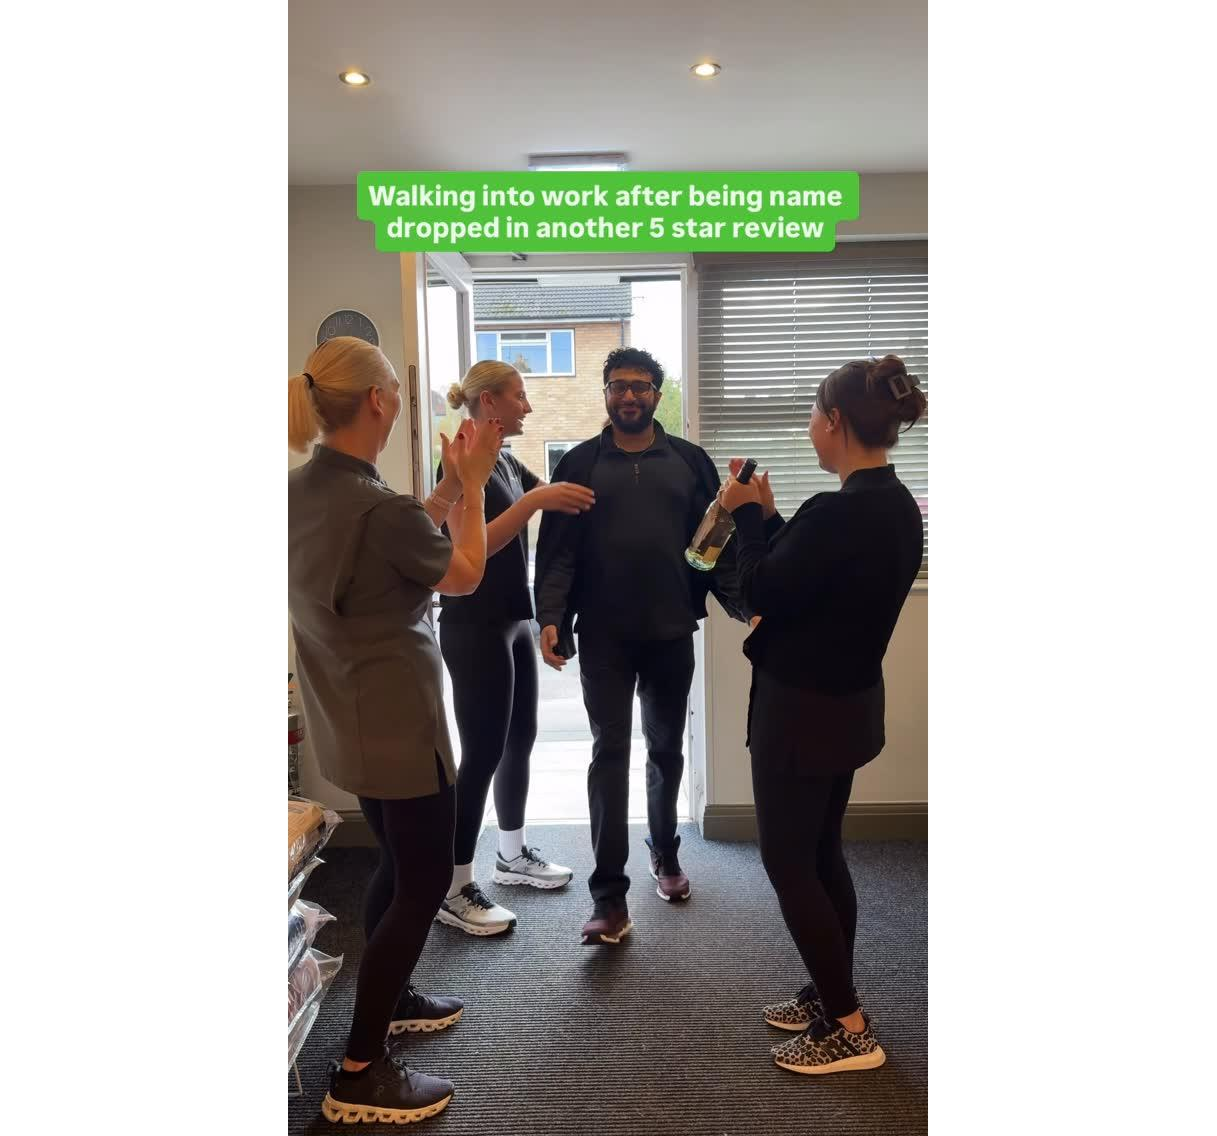 Walking into work after being name
dropped in another 5 star review